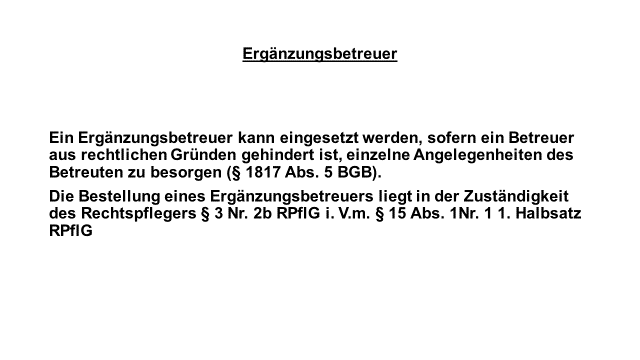 Ergänzungsbetreuer
Ein Ergänzungsbetreuer kann eingesetzt werden, sofern ein Betreuer
aus rechtlichen Gründen gehindert ist, einzelne Angelegenheiten des
Betreuten zu besorgen (§ 1817 Abs. 5 BGB).
Die Bestellung eines Ergänzungsbetreuers liegt in der Zuständigkeit
des Rechtspflegers § 3 Nr. 2b RPflG i. V.m. § 15 Abs. 1Nr. 1 1. Halbsatz
RPflG